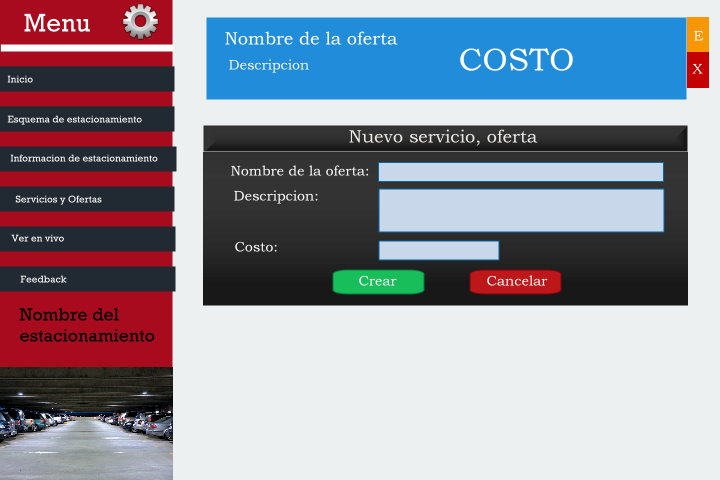 Menu
Inicio
Esquema de estacionamiento
Informacion de estacionamiento
Servicios y Ofertas
Ver en vivo
Feedback
Nombre del
estacionamiento
Nombre de la oferta
Descripcion
COSTO
E
X
Nuevo servicio, oferta
Nombre de la oferta:
Descripcion:
Costo:
Crear
Cancelar